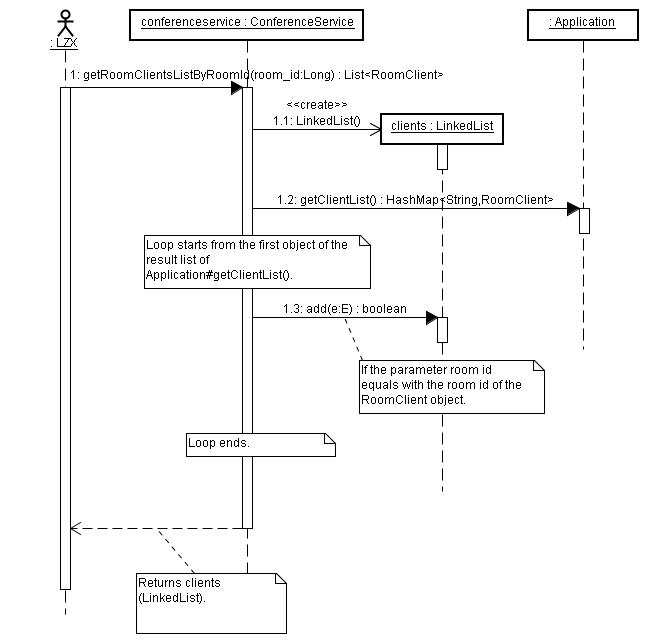 conferenceservice : ConferenceService
: Application
: LZX
1: getRoomClientsListByRoomId(room_id:Long) : List<RoomClient>
<<create>>
1.1: LinkedList()
clients : LinkedList
1.2: getClientList() : HashMap<String,RoomClient>
Loop starts from the first object of the
result list of
Application#getClientList().
1.3: add(e:E) : boolean
If the parameter room id
equals with the room id of the
RoomClient object.
Loop ends.
Returns clients
(LinkedList).